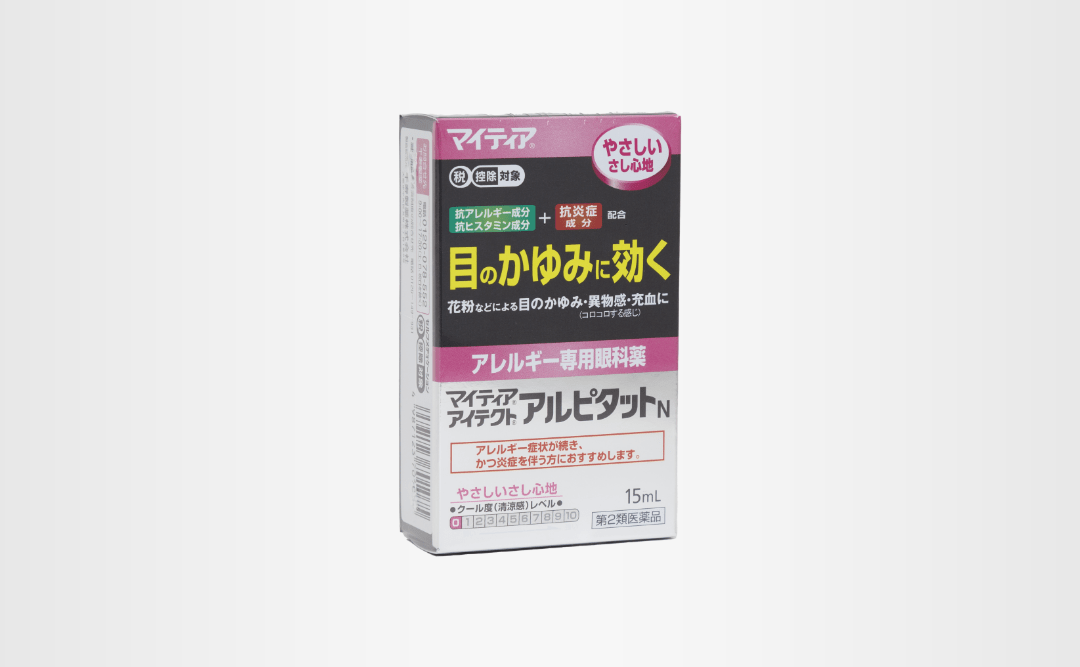 マイティア®
やさしい
さし心地
税 控除対象
抗アレルギー成分
抗ヒスタミン成分
+
抗炎症
成分
配合
目のかゆみに効く
花粉などによる目のかゆみ・異物感・充血に
(コロコロする感じ)
アレルギー専用眼科薬
マイティア®
アイテクト®
アルピタットN
アレルギー症状が続き、
かつ炎症を伴う方におすすめします。
やさしいさし心地
●クール度(清涼感)レベル●
0 1 2 3 4 5 6 7 8 9 10
15mL
第2類医薬品
0120-078-552
税 控除対象